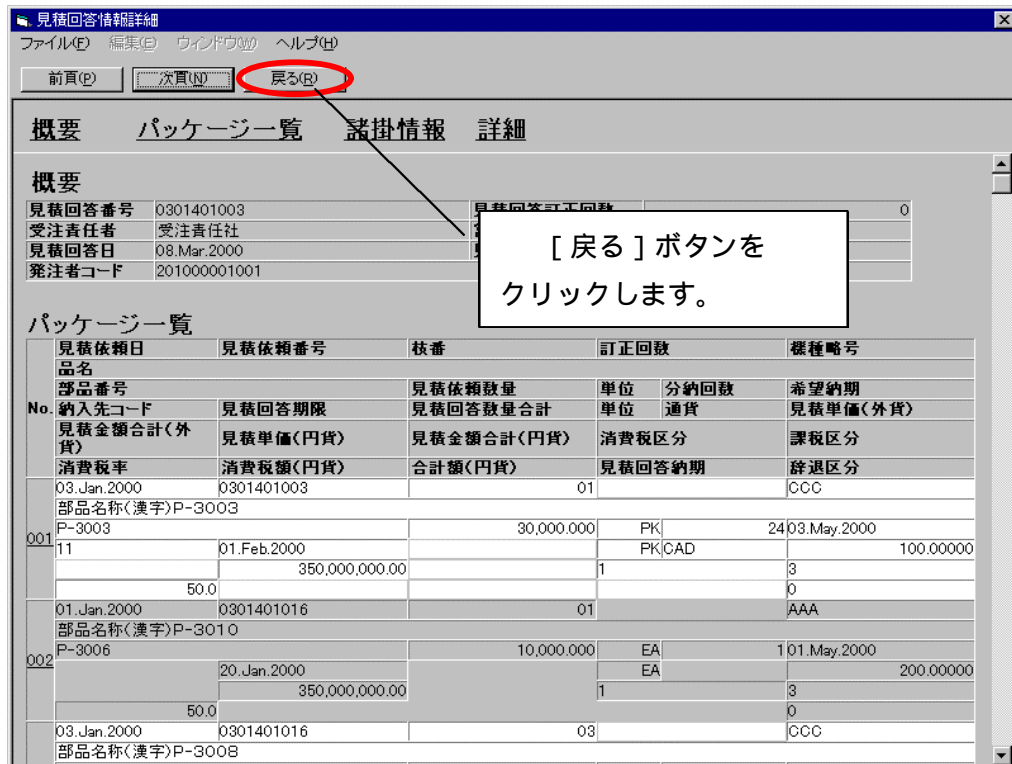 見積回答情報詳細
ファイル(F) 編集(E) ウィンドウ(W) ヘルプ(H)
前頁(P) 次頁(N) 戻る(R)
概要 パッケージ一覧 諸掛情報 詳細
概要
見積回答番号 0301401003 見積回答訂正回数 0
受注責任者 受注責任社
見積回答日 08.Mar.2000
発注者コード 201000001001
［戻る］ボタンを
クリックします。
パッケージ一覧
見積依頼日 見積依頼番号 枝番 訂正回数 機種略号
品名
部品番号 見積依頼数量 単位 分納回数 希望納期
No. 納入先コード 見積回答期限 見積回答数量合計 単位 通貨 見積単価(外貨)
見積金額合計(外貨) 見積単価(円貨) 見積金額合計(円貨) 消費税区分 課税区分
消費税率 消費税額(円貨) 合計額(円貨) 見積回答納期 辞退区分
03.Jan.2000 0301401003 01 CCC
部品名称(漢字)P-3003
001 P-3003 30,000.000 PK 24 03.May.2000
11 01.Feb.2000 PK CAD 100.00000
350,000,000.00 1 3
50.0 0
01.Jan.2000 0301401016 01 AAA
部品名称(漢字)P-3010
002 P-3006 10,000.000 EA 1 01.May.2000
20.Jan.2000 EA 200.00000
350,000,000.00 1 3
50.0 0
03.Jan.2000 0301401016 03 CCC
部品名称(漢字)P-3008